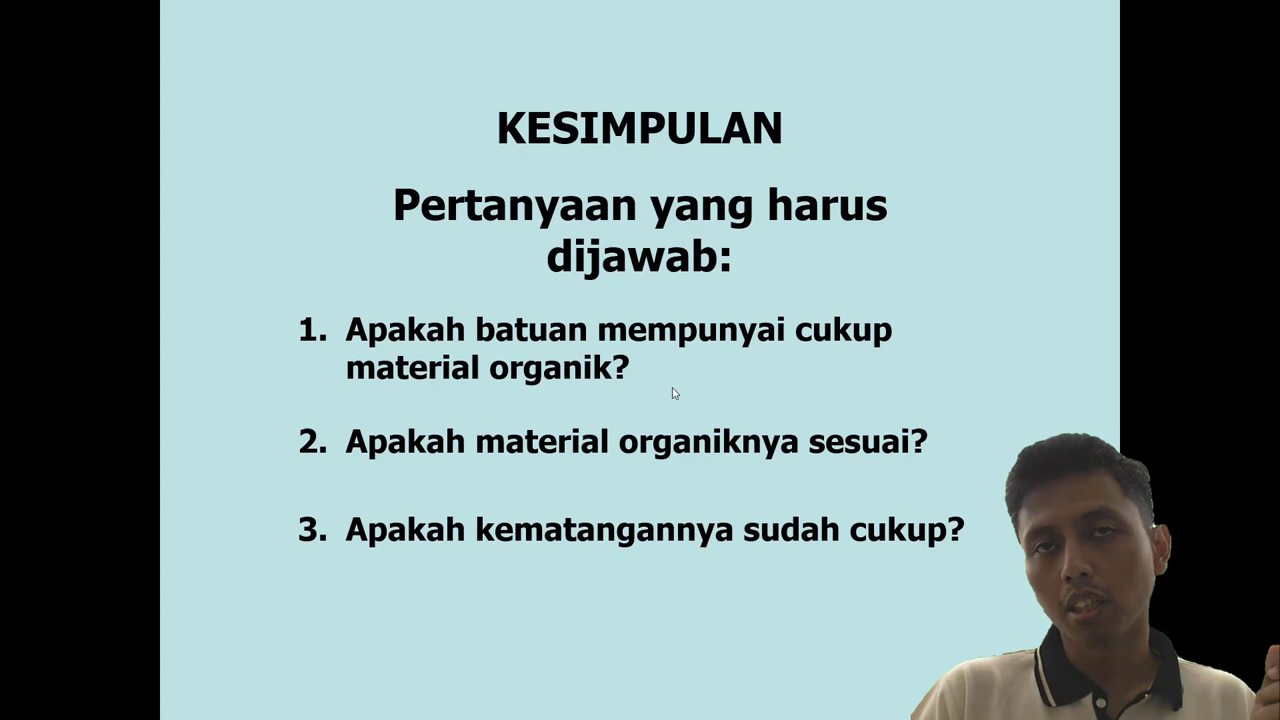 KESIMPULAN
Pertanyaan yang harus
dijawab:
1. Apakah batuan mempunyai cukup
material organik?
2. Apakah material organiknya sesuai?
3. Apakah kematangannya sudah cukup?